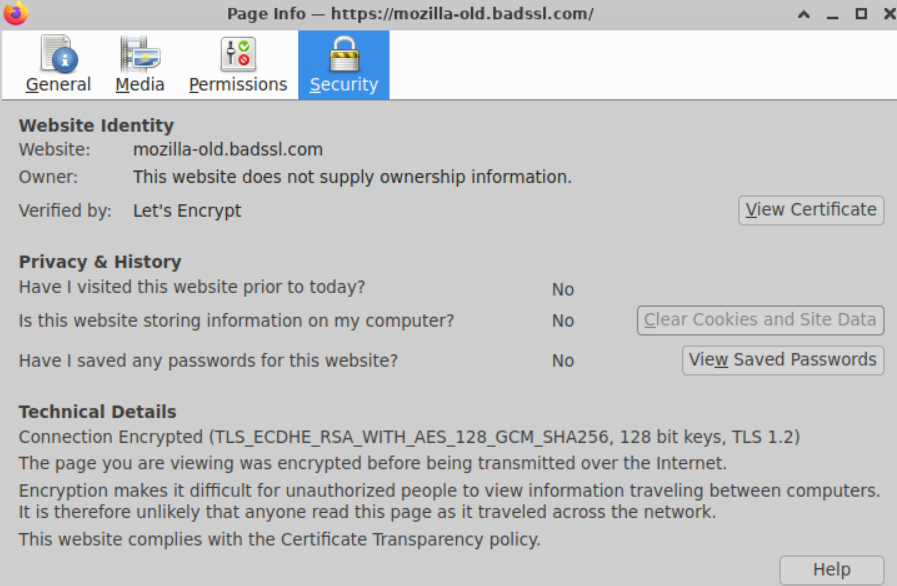 Page Info — https://mozilla-old.badssl.com/
General Media Permissions Security
Website Identity
Website: mozilla-old.badssl.com
Owner: This website does not supply ownership information.
Verified by: Let's Encrypt View Certificate
Privacy & History
Have I visited this website prior to today? No
Is this website storing information on my computer? No Clear Cookies and Site Data
Have I saved any passwords for this website? No View Saved Passwords
Technical Details
Connection Encrypted (TLS_ECDHE_RSA_WITH_AES_128_GCM_SHA256, 128 bit keys, TLS 1.2)
The page you are viewing was encrypted before being transmitted over the Internet.
Encryption makes it difficult for unauthorized people to view information traveling between computers.
It is therefore unlikely that anyone read this page as it traveled across the network.
This website complies with the Certificate Transparency policy.
Help